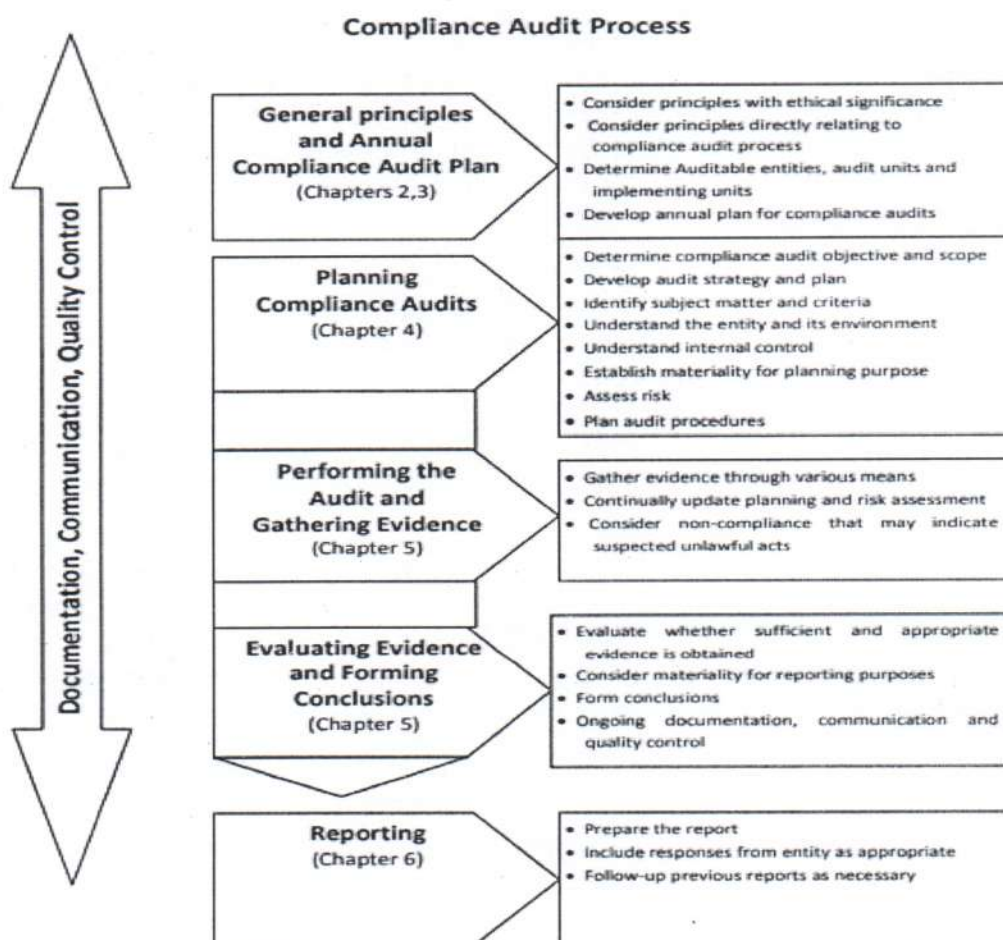 Compliance Audit Process
Documentation, Communication, Quality Control
General principles
and Annual
Compliance Audit Plan
(Chapters 2,3)
• Consider principles with ethical significance
• Consider principles directly relating to
compliance audit process
• Determine Auditable entities, audit units and
implementing units
• Develop annual plan for compliance audits
Planning
Compliance Audits
(Chapter 4)
• Determine compliance audit objective and scope
• Develop audit strategy and plan
• Identify subject matter and criteria
• Understand the entity and its environment
• Understand internal control
• Establish materiality for planning purpose
• Assess risk
• Plan audit procedures
Performing the
Audit and
Gathering Evidence
(Chapter 5)
• Gather evidence through various means
• Continually update planning and risk assessment
• Consider non-compliance that may indicate
suspected unlawful acts
Evaluating Evidence
and Forming
Conclusions
(Chapter 5)
• Evaluate whether sufficient and appropriate
evidence is obtained
• Consider materiality for reporting purposes
• Form conclusions
• Ongoing documentation, communication and
quality control
Reporting
(Chapter 6)
• Prepare the report
• Include responses from entity as appropriate
• Follow-up previous reports as necessary